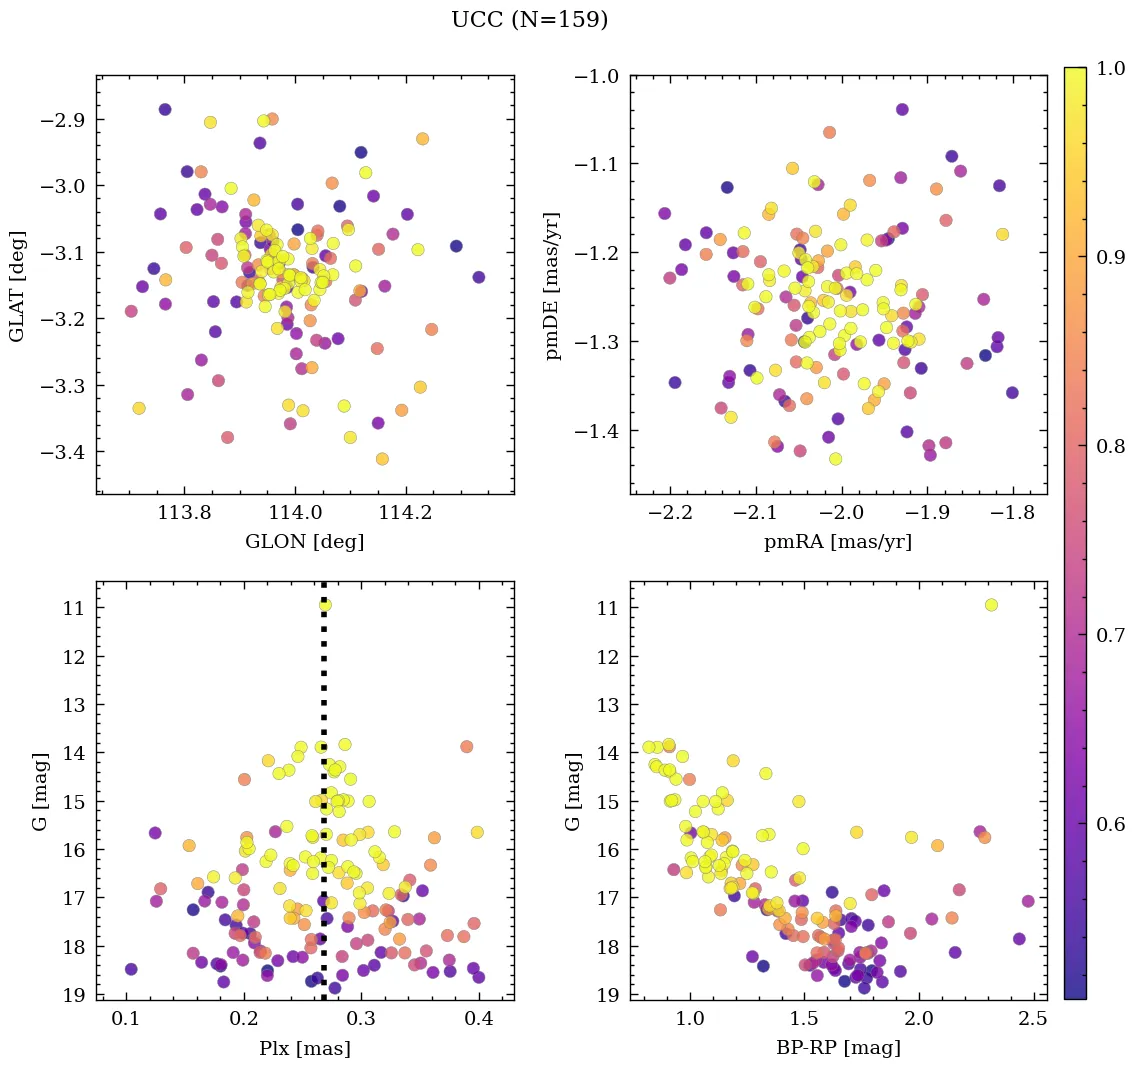 UCC (N=159)
−2.9
−3.0
−3.1
−3.2
−3.3
−3.4
GLAT [deg]
113.8 114.0 114.2
GLON [deg]
−1.0
−1.1
−1.2
−1.3
−1.4
pmDE [mas/yr]
−2.2 −2.1 −2.0 −1.9 −1.8
pmRA [mas/yr]
11
12
13
14
15
16
17
18
19
G [mag]
0.1 0.2 0.3 0.4
Plx [mas]
11
12
13
14
15
16
17
18
19
G [mag]
1.0 1.5 2.0 2.5
BP-RP [mag]
1.0
0.9
0.8
0.7
0.6